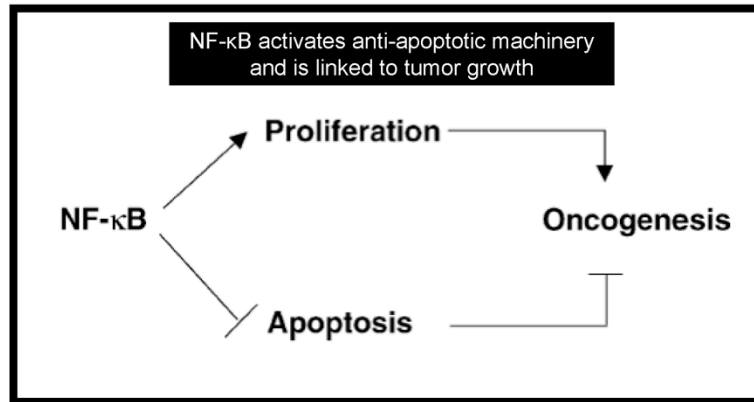 NF-κB activates anti-apoptotic machinery
and is linked to tumor growth
Proliferation
NF-κB
Oncogenesis
Apoptosis